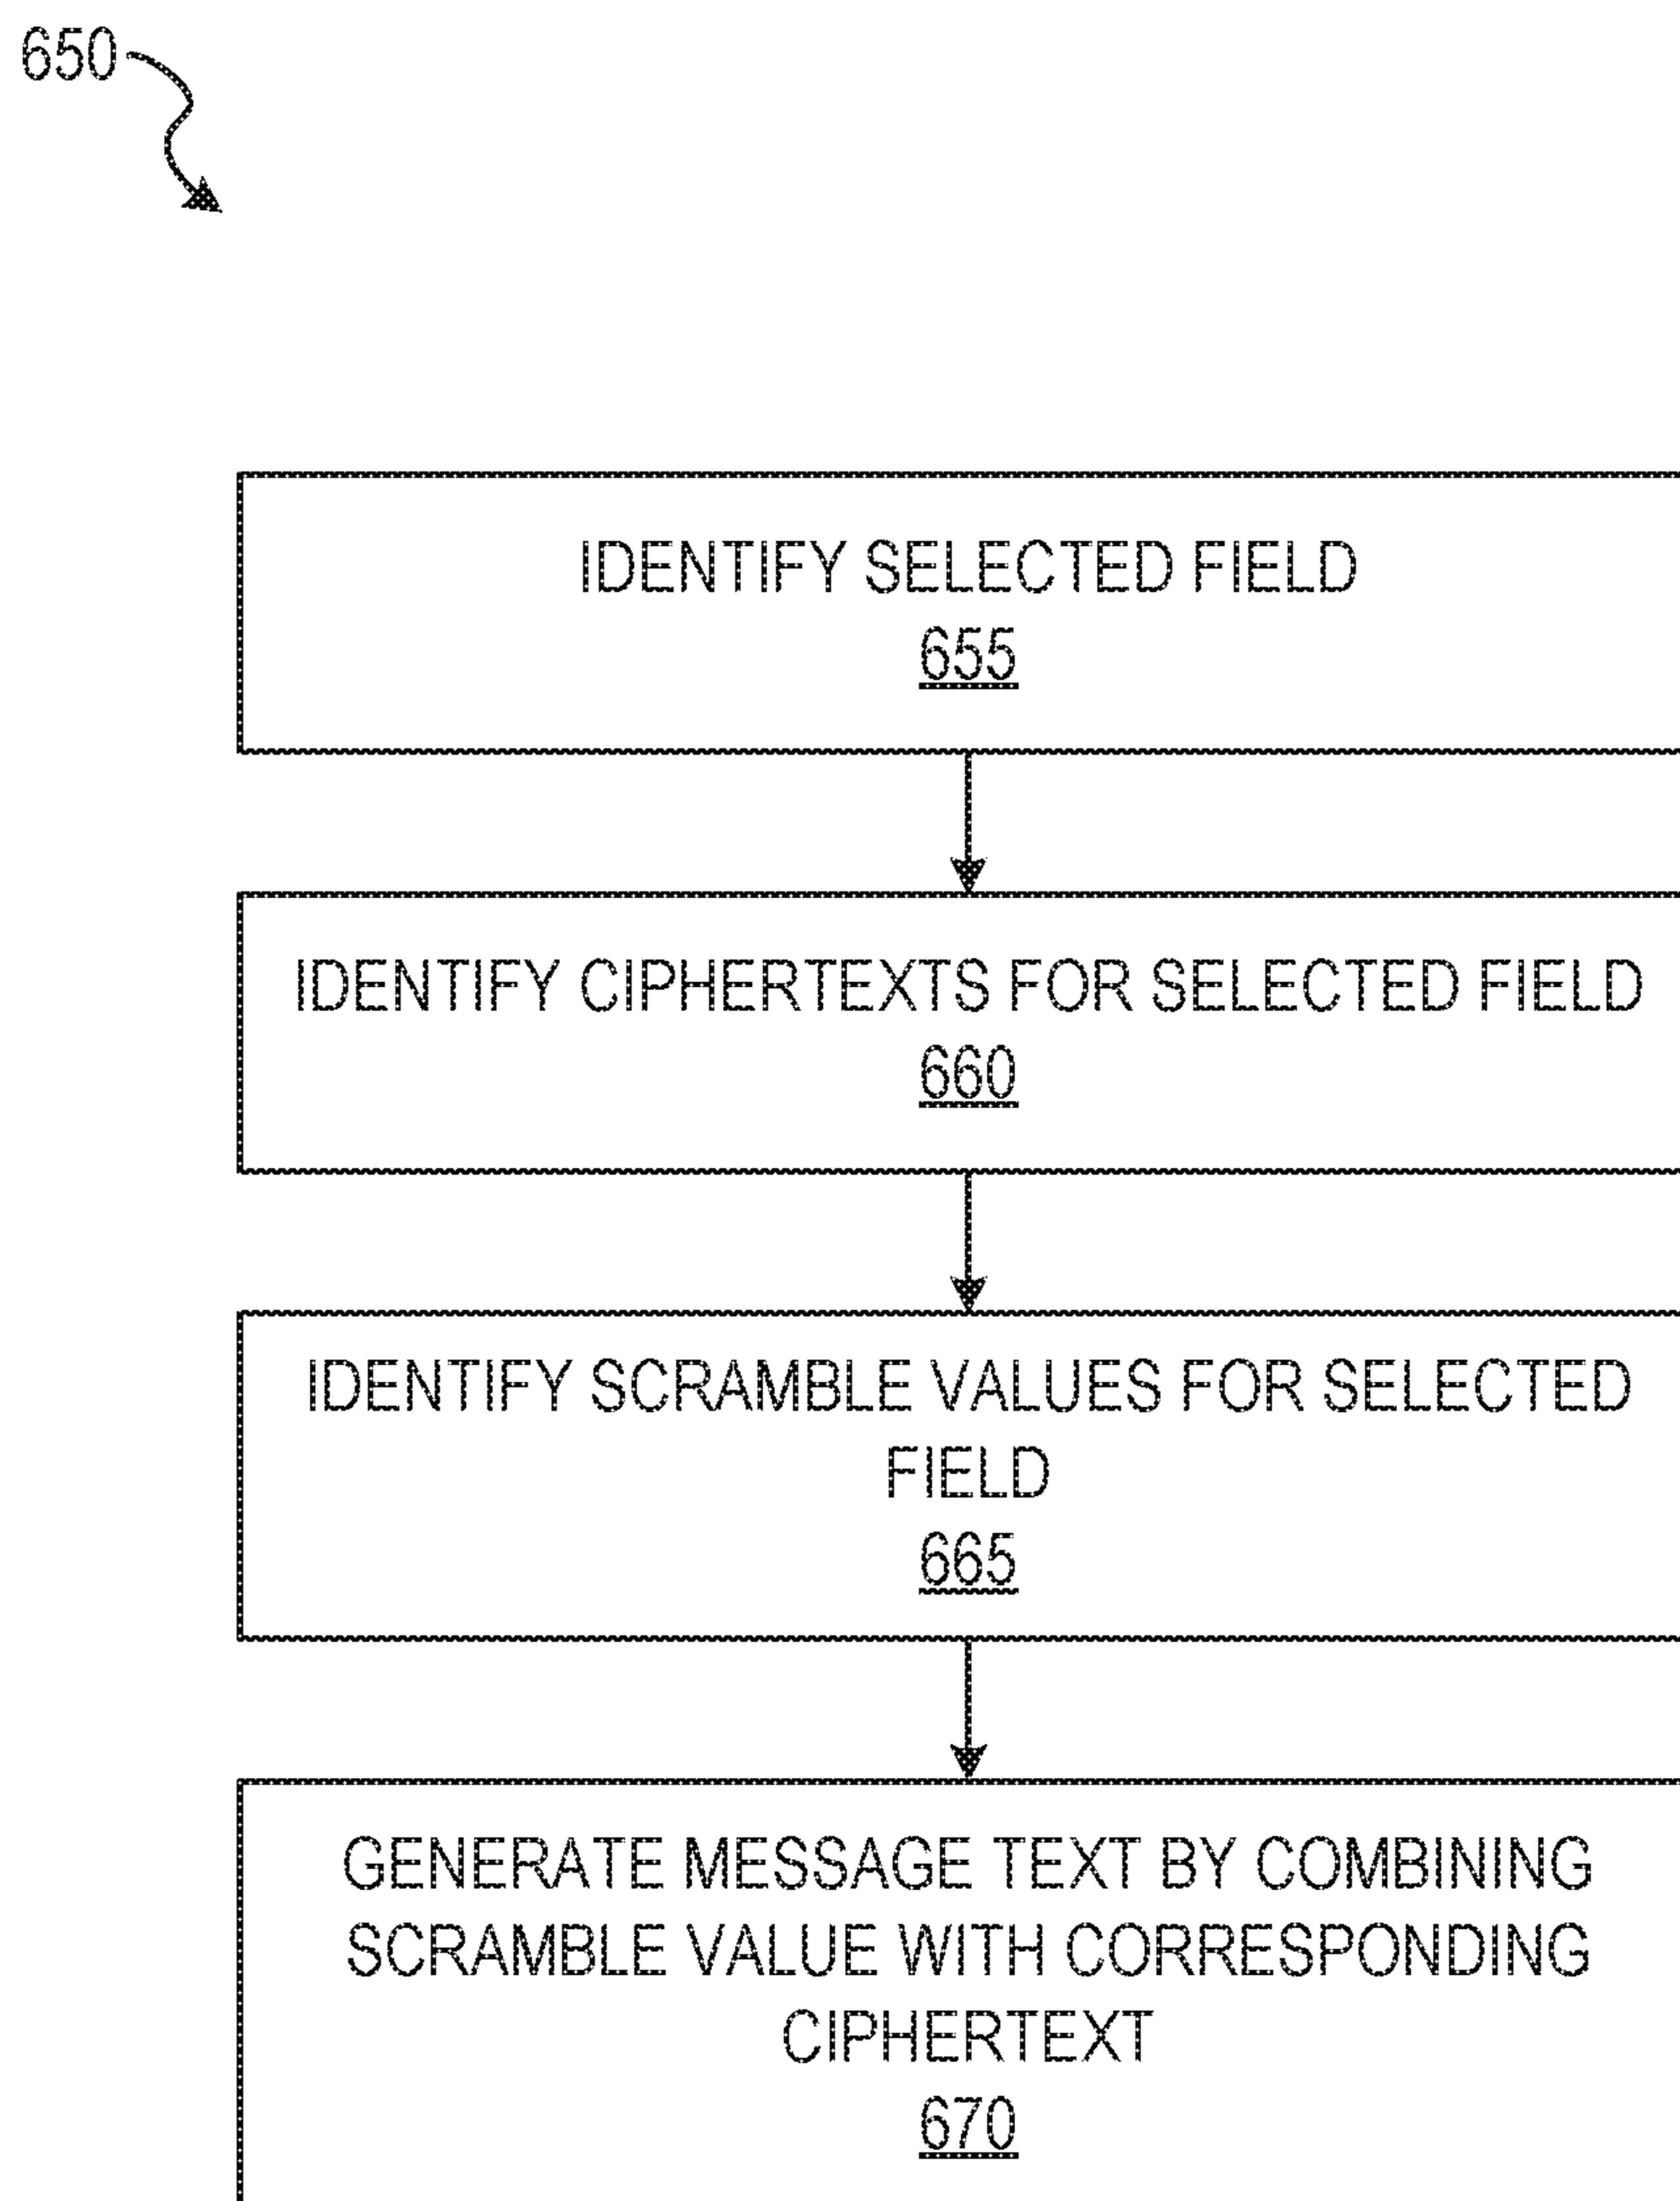 650
IDENTIFY SELECTED FIELD
655
IDENTIFY CIPHERTEXTS FOR SELECTED FIELD
660
IDENTIFY SCRAMBLE VALUES FOR SELECTED
FIELD
665
GENERATE MESSAGE TEXT BY COMBINING
SCRAMBLE VALUE WITH CORRESPONDING
CIPHERTEXT
670